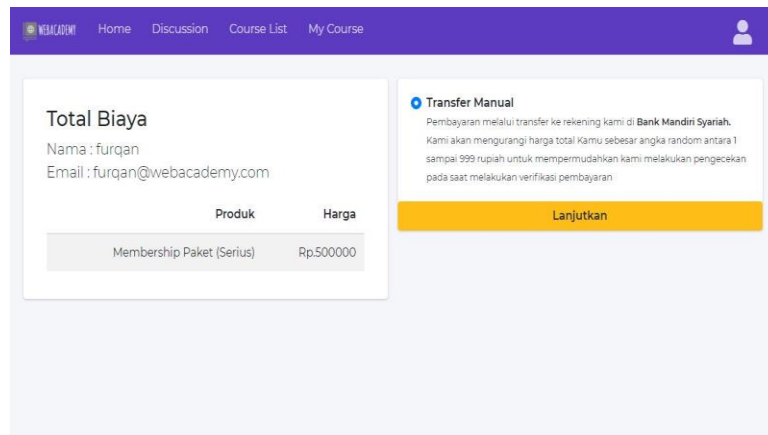 WEBACADEMY Home Discussion Course List My Course
Total Biaya
Nama : furqan
Email : furqan@webacademy.com
Produk Harga
Membership Paket (Serius) Rp.500000
Transfer Manual
Pembayaran melalui transfer ke rekening kami di Bank Mandiri Syariah.
Kami akan mengurangi harga total Kamu sebesar angka random antara 1
sampai 999 rupiah untuk mempermudahkan kami melakukan pengecekan
pada saat melakukan verifikasi pembayaran
Lanjutkan